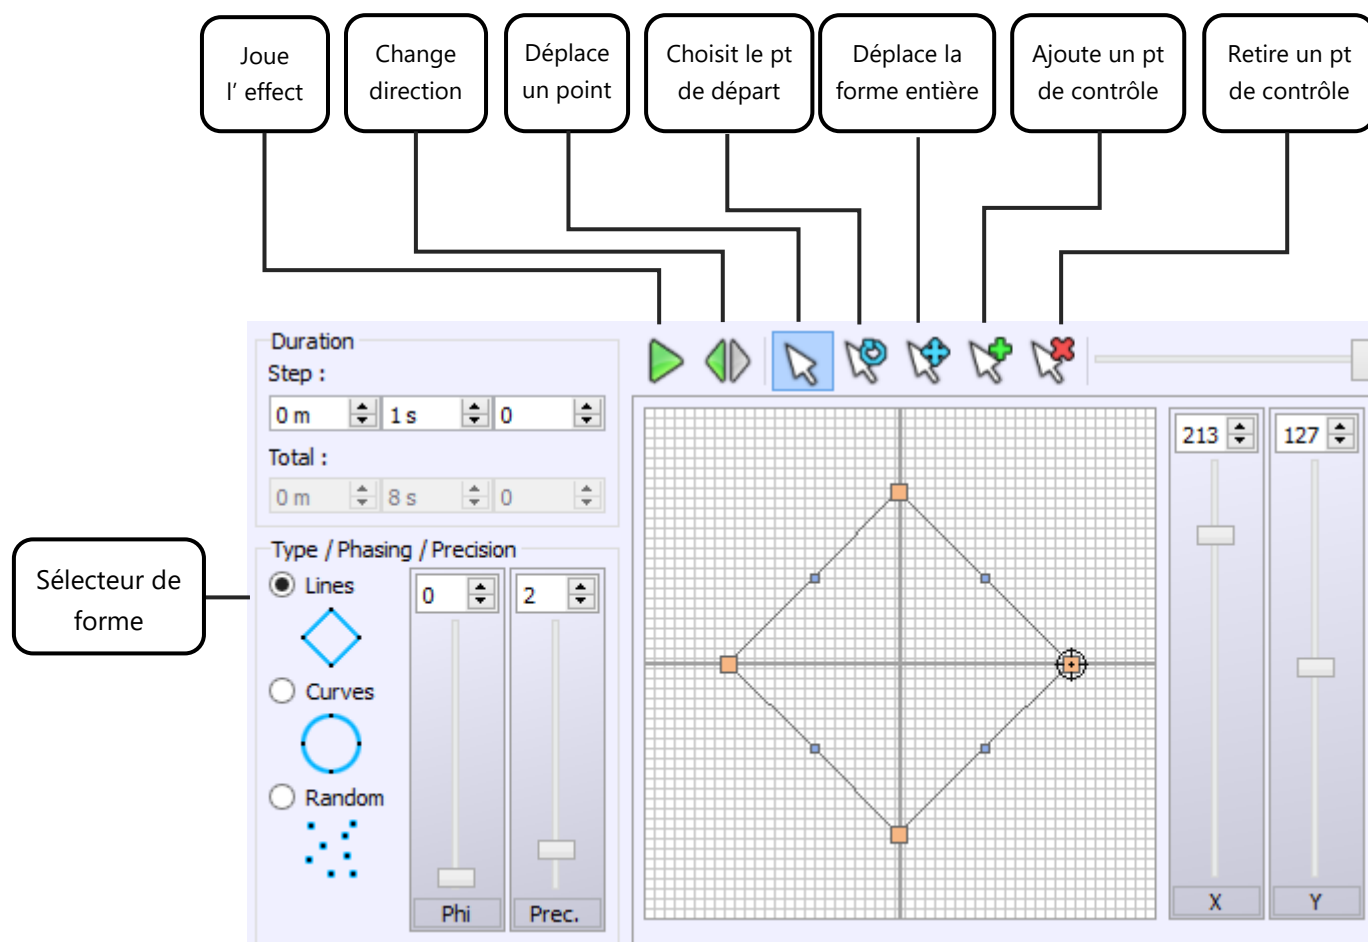 Joue
l’ effect
Change
direction
Déplace
un point
Choisit le pt
de départ
Déplace la
forme entière
Ajoute un pt
de contrôle
Retire un pt
de contrôle
Duration
Step :
0 m 1 s 0
Total :
0 m 8 s 0
Sélecteur de
forme
Type / Phasing / Precision
Lines
Curves
Random
0 2
Phi Prec.
213 127
X Y